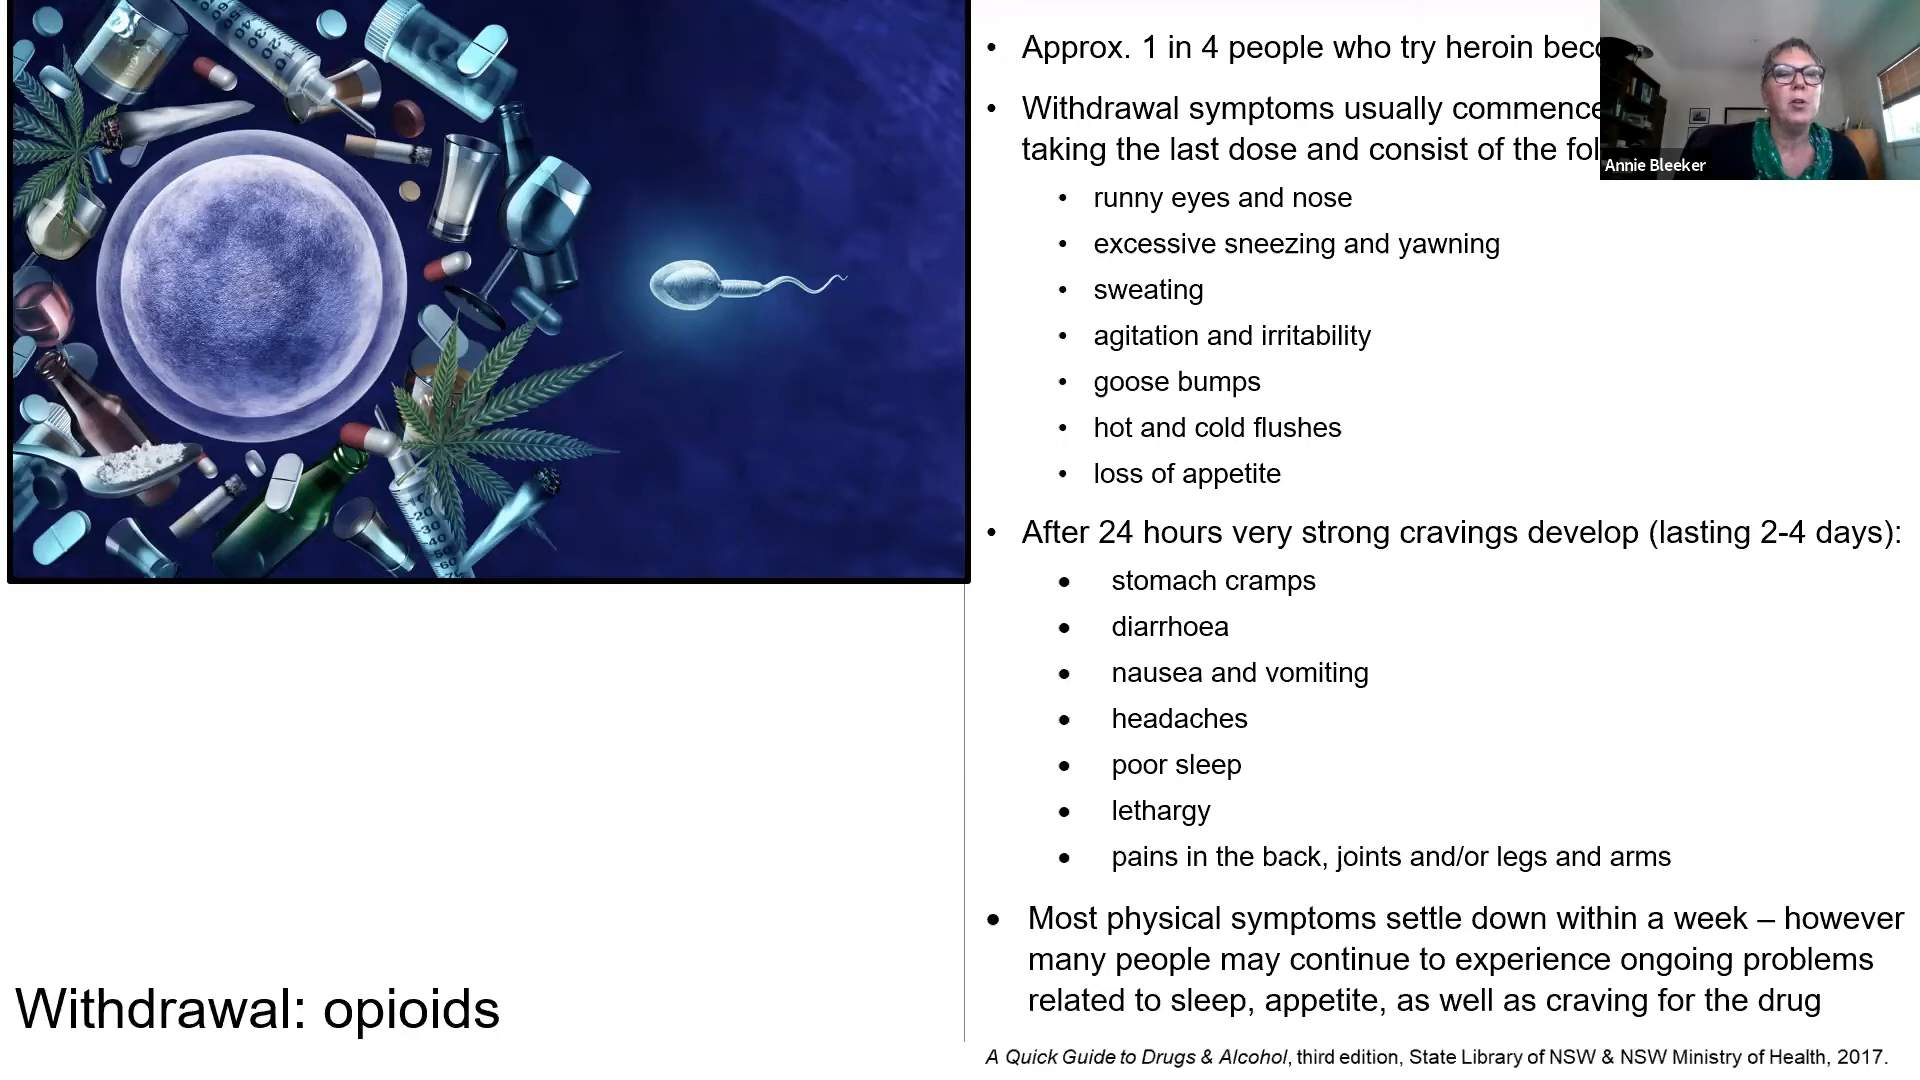 • Approx. 1 in 4 people who try heroin
• Withdrawal symptoms usually commence
taking the last dose and consist of the
• runny eyes and nose
• excessive sneezing and yawning
• sweating
• agitation and irritability
• goose bumps
• hot and cold flushes
• loss of appetite
• After 24 hours very strong cravings develop (lasting 2-4 days):
• stomach cramps
• diarrhoea
• nausea and vomiting
• headaches
• poor sleep
• lethargy
• pains in the back, joints and/or legs and arms
• Most physical symptoms settle down within a week – however
many people may continue to experience ongoing problems
related to sleep, appetite, as well as craving for the drug
A Quick Guide to Drugs & Alcohol, third edition, State Library of NSW & NSW Ministry of Health, 2017.
Withdrawal: opioids
Annie Bleeker